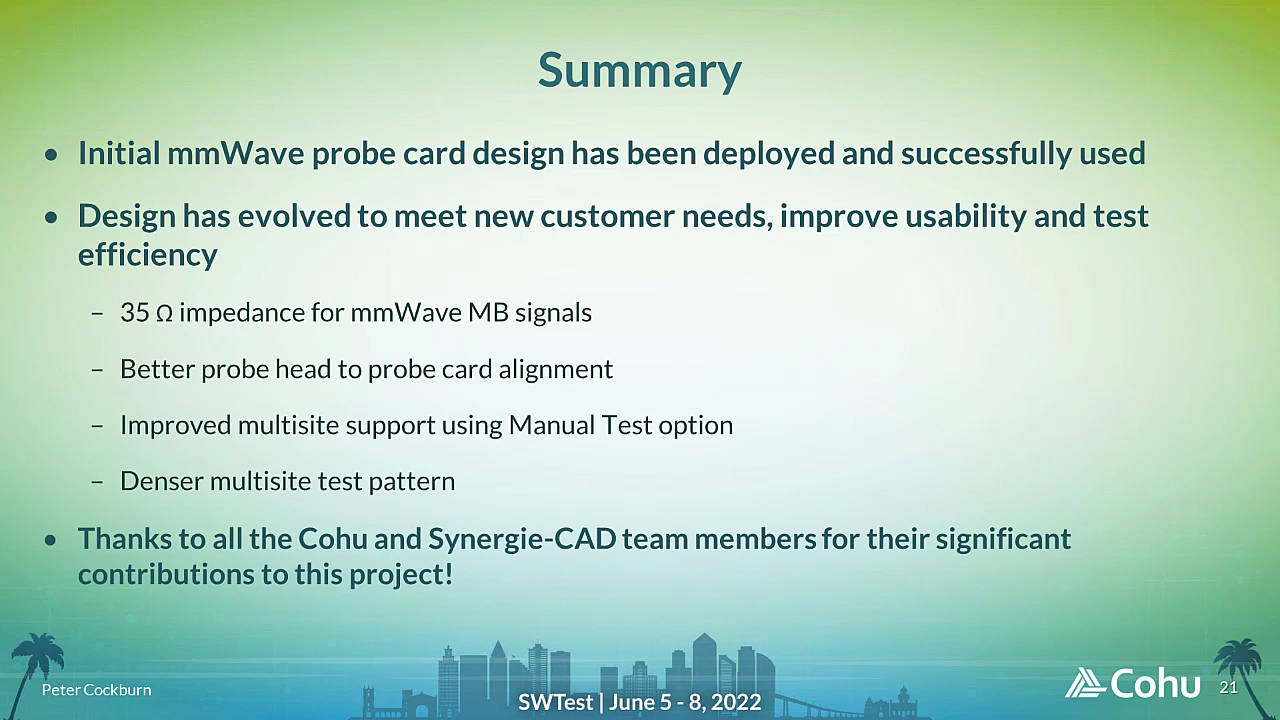 Summary
• Initial mmWave probe card design has been deployed and successfully used
• Design has evolved to meet new customer needs, improve usability and test
efficiency
– 35 Ω impedance for mmWave MB signals
– Better probe head to probe card alignment
– Improved multisite support using Manual Test option
– Denser multisite test pattern
• Thanks to all the Cohu and Synergie-CAD team members for their significant
contributions to this project!
Peter Cockburn
SWTest | June 5 - 8, 2022
Cohu
21